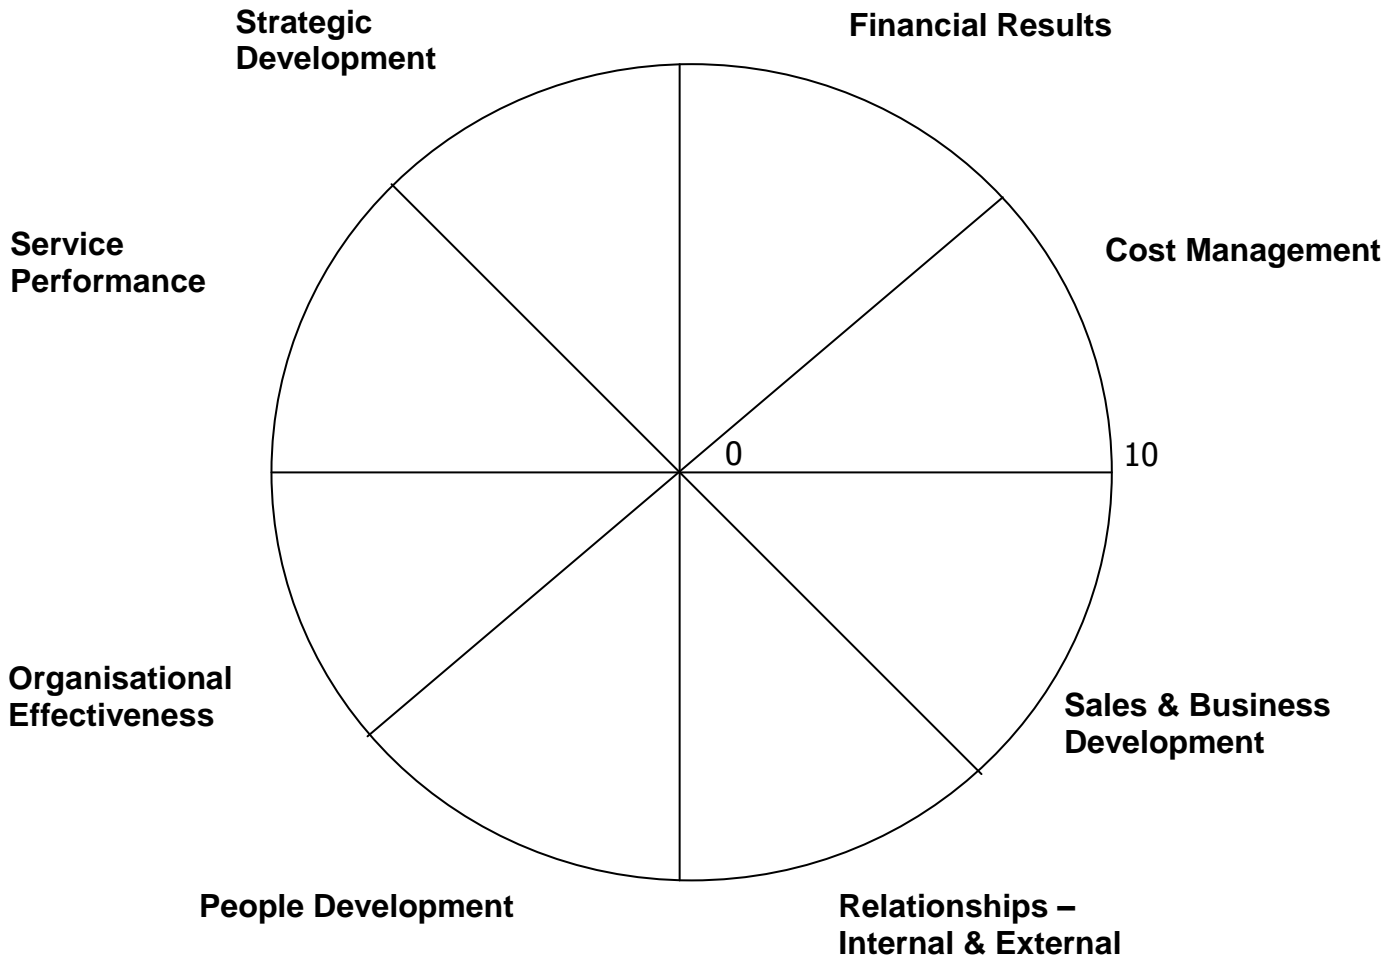 Strategic
Development
Financial Results
Service
Performance
Cost Management
0
10
Organisational
Effectiveness
Sales & Business
Development
People Development
Relationships –
Internal & External